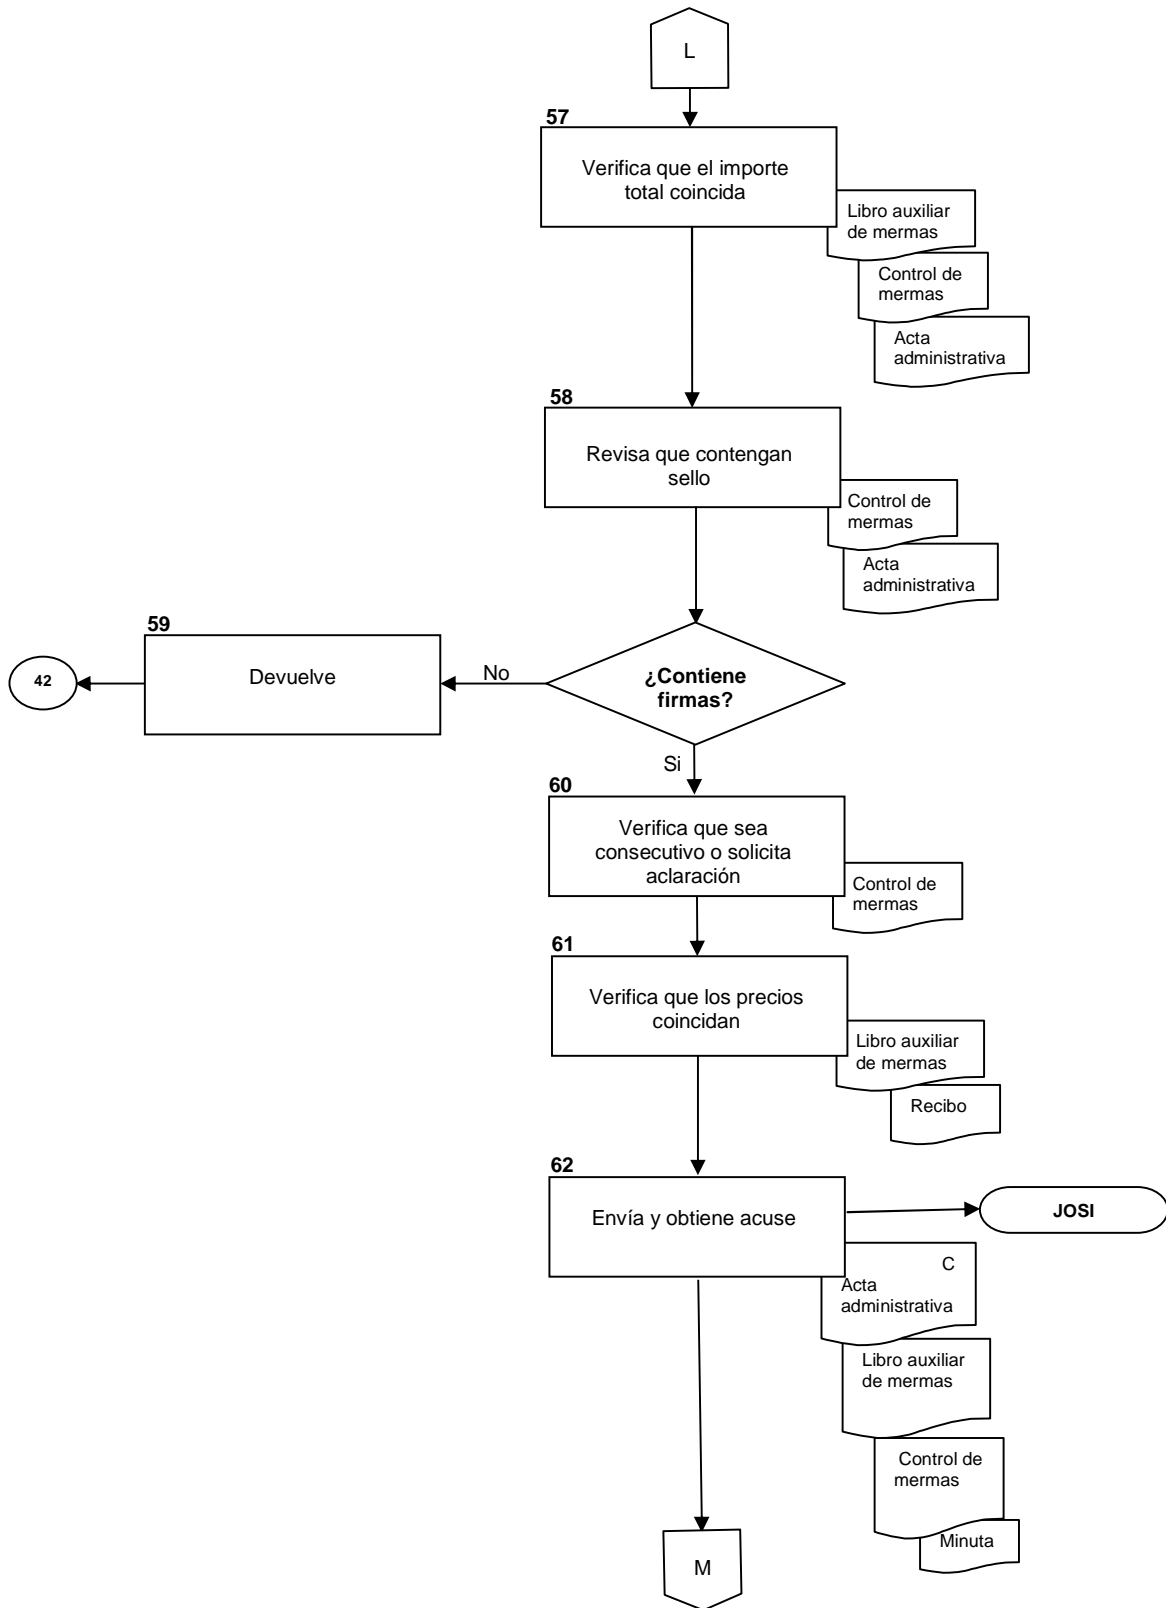 L
57
Verifica que el importe
total coincida
Libro auxiliar
de mermas
Control de
mermas
Acta
administrativa
58
Revisa que contengan
sello
Control de
mermas
Acta
administrativa
59
Devuelve
42
No
¿Contiene
firmas?
Si
60
Verifica que sea
consecutivo o solicita
aclaración
Control de
mermas
61
Verifica que los precios
coincidan
Libro auxiliar
de mermas
Recibo
62
Envía y obtiene acuse
JOSI
C
Acta
administrativa
Libro auxiliar
de mermas
Control de
mermas
Minuta
M